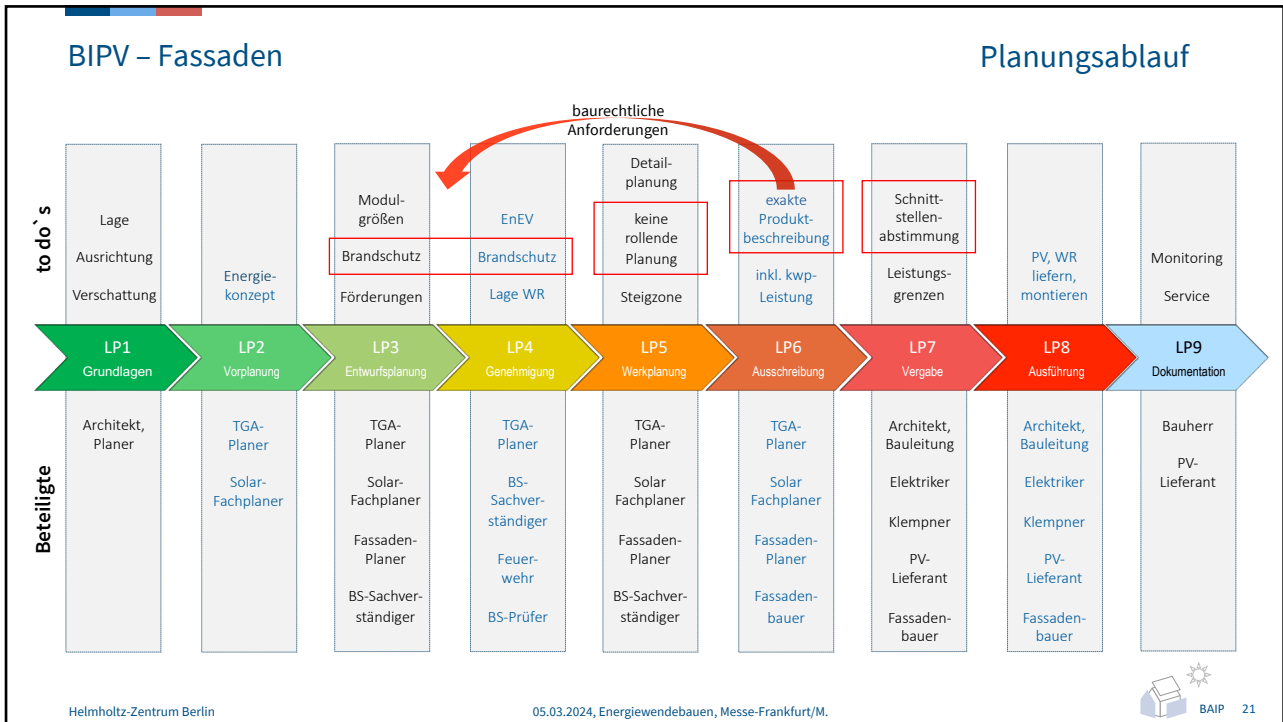 BIPV – Fassaden
Planungsablauf
baurechtliche
Anforderungen
to do`s
Lage
Ausrichtung
Verschattung
Energie-
konzept
Modul-
größen
Brandschutz
Förderungen
EnEV
Brandschutz
Lage WR
Detail-
planung
keine
rollende
Planung
Steigzone
exakte
Produkt-
beschreibung
inkl. kwp-
Leistung
Schnitt-
stellen-
abstimmung
Leistungs-
grenzen
PV, WR
liefern,
montieren
Monitoring
Service
LP1
Grundlagen
LP2
Vorplanung
LP3
Entwurfsplanung
LP4
Genehmigung
LP5
Werkplanung
LP6
Ausschreibung
LP7
Vergabe
LP8
Ausführung
LP9
Dokumentation
Beteiligte
Architekt,
Planer
TGA-
Planer
Solar-
Fachplaner
TGA-
Planer
Solar-
Fachplaner
Fassaden-
Planer
BS-Sachver-
ständiger
TGA-
Planer
BS-
Sachver-
ständiger
Feuer-
wehr
BS-Prüfer
TGA-
Planer
Solar
Fachplaner
Fassaden-
Planer
BS-Sachver-
ständiger
TGA-
Planer
Solar
Fachplaner
Fassaden-
Planer
Fassaden-
bauer
Architekt,
Bauleitung
Elektriker
Klempner
PV-
Lieferant
Fassaden-
bauer
Architekt,
Bauleitung
Elektriker
Klempner
PV-
Lieferant
Fassaden-
bauer
Bauherr
PV-
Lieferant
Helmholtz-Zentrum Berlin
05.03.2024, Energiewendebauen, Messe-Frankfurt/M.
BAIP 21